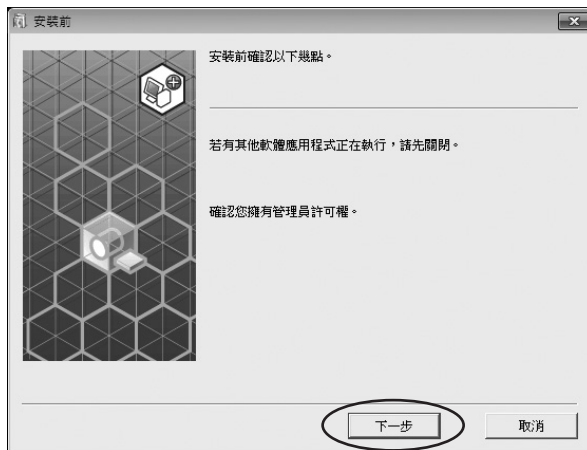 安裝前
安裝前確認以下幾點。
若有其他軟體應用程式正在執行，請先關閉。
確認您擁有管理員許可權。
下一步
取消